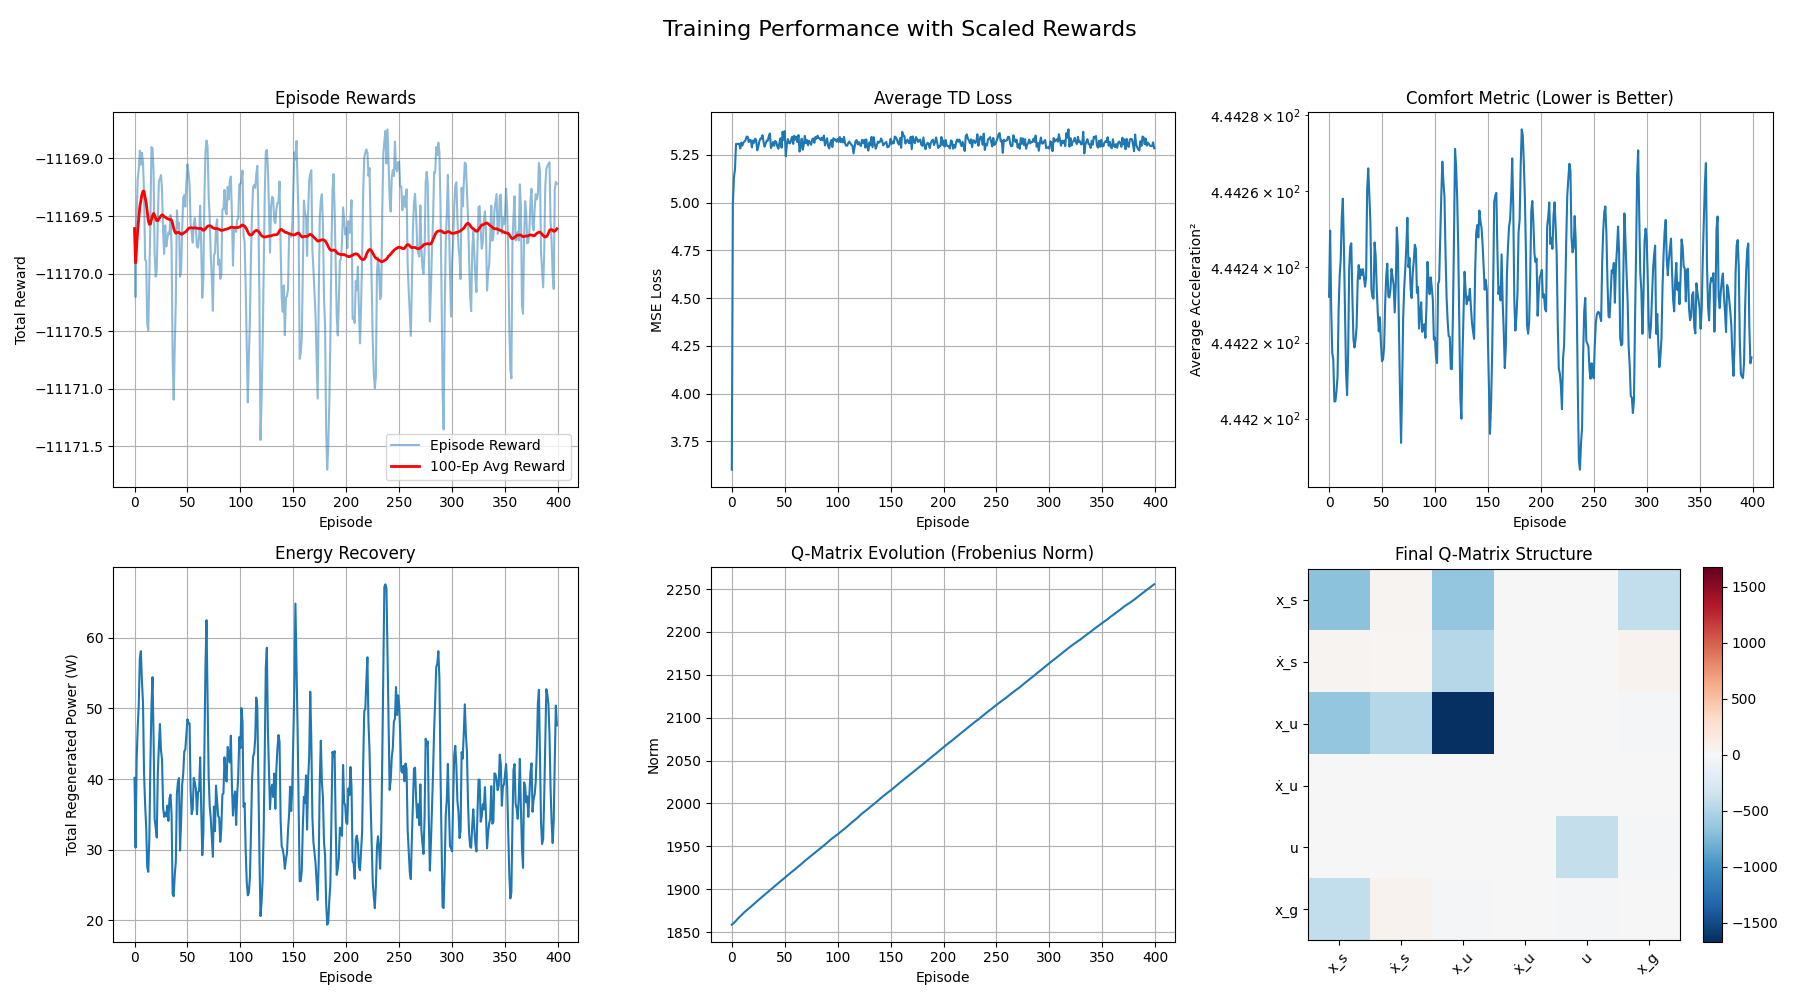 Training Performance with Scaled Rewards
Episode Rewards
Total Reward
−11169.0
−11169.5
−11170.0
−11170.5
−11171.0
−11171.5
Episode Reward
100-Ep Avg Reward
0 50 100 150 200 250 300 350 400
Episode
Average TD Loss
MSE Loss
5.25
5.00
4.75
4.50
4.25
4.00
3.75
0 50 100 150 200 250 300 350 400
Episode
Comfort Metric (Lower is Better)
Average Acceleration²
4.4428 × 10²
4.4426 × 10²
4.4424 × 10²
4.4422 × 10²
4.442 × 10²
0 50 100 150 200 250 300 350 400
Episode
Energy Recovery
Total Regenerated Power (W)
60
50
40
30
20
0 50 100 150 200 250 300 350 400
Episode
Q-Matrix Evolution (Frobenius Norm)
Norm
2250
2200
2150
2100
2050
2000
1950
1900
1850
0 50 100 150 200 250 300 350 400
Episode
Final Q-Matrix Structure
x_s
ẋ_s
x_u
ẋ_u
u
x_g
x_s ẋ_s x_u ẋ_u u x_g
1500
1000
500
0
−500
−1000
−1500